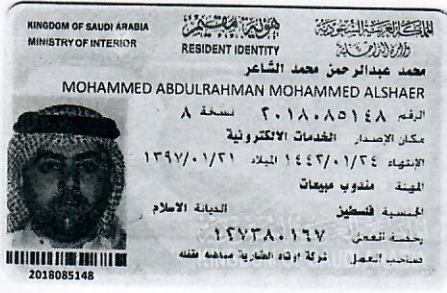 KINGDOM OF SAUDI ARABIA
MINISTRY OF INTERIOR
هوية مقيم
RESIDENT IDENTITY
المملكة العربية السعودية
وزارة الداخلية
محمد عبدالرحمن محمد الشاعر
MOHAMMED ABDULRAHMAN MOHAMMED ALSHAER
الرقم ٢٠١٨٠٨٥١٤٨ نسخة ٨
مكان الإصدار الخدمات الالكترونية
الإنتهاء ١٤٤٢/٠١/٢٤ الميلاد ١٣٩٧/٠١/٢١
المهنة مندوب مبيعات
الجنسية فلسطين الديانة الاسلام
رخصة العمل ١٢٧٣٨٠١٦٧
صاحب العمل شركة اوتاد
2018085148